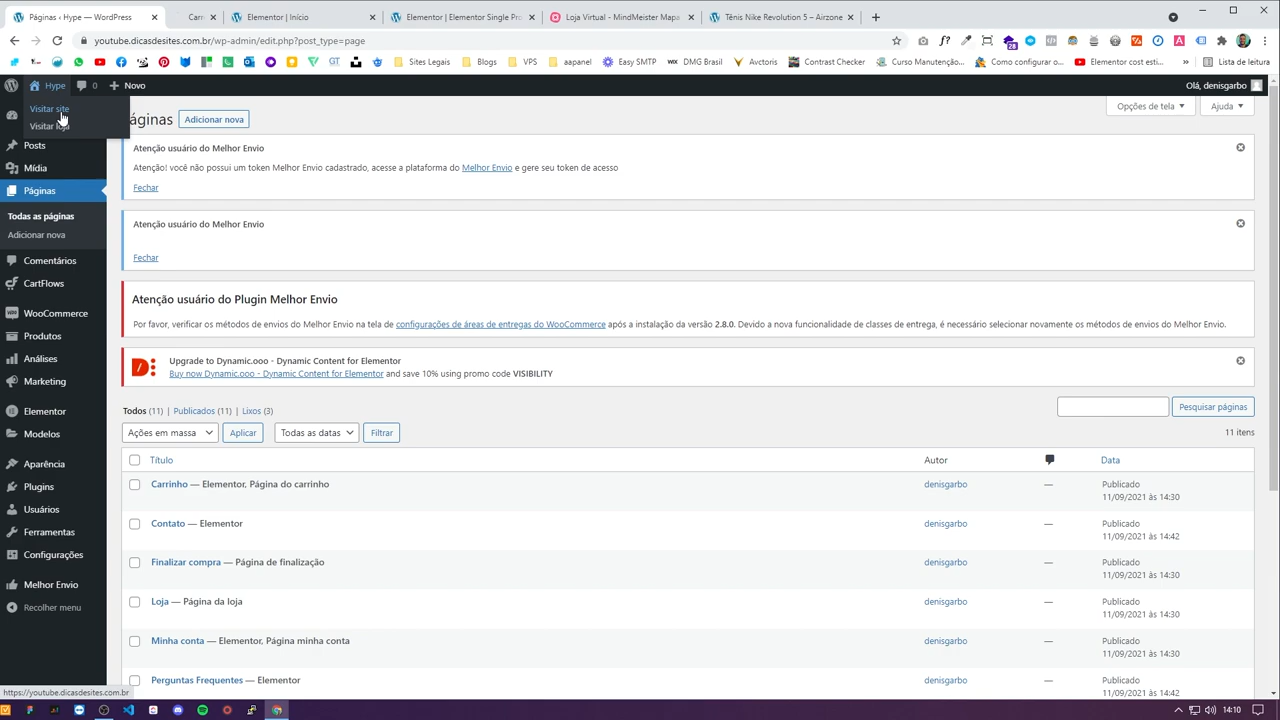 Páginas ‹ Hype — WordPress
Carr
Elementor | Início
Elementor | Elementor Single Pro
Loja Virtual - MindMeister Mapa
Tênis Nike Revolution 5 – Airzone
youtube.dicasdesites.com.br/wp-admin/edit.php?post_type=page
28
Sites Legais
Blogs
VPS
aapanel
Easy SMTP
DMG Brasil
Avctoris
Contrast Checker
Curso Manutenção...
Como configurar o...
Elementor cost esti...
Lista de leitura
Hype
0
Novo
Olá, denisgarbo
Visitar site
Visitar loja
áginas
Adicionar nova
Opções de tela
Ajuda
Posts
Mídia
Páginas
Todas as páginas
Adicionar nova
Comentários
CartFlows
WooCommerce
Produtos
Análises
Marketing
Elementor
Modelos
Aparência
Plugins
Usuários
Ferramentas
Configurações
Melhor Envio
Recolher menu
Atenção usuário do Melhor Envio
Atenção! você não possui um token Melhor Envio cadastrado, acesse a plataforma do Melhor Envio e gere seu token de acesso
Fechar
Atenção usuário do Melhor Envio
Fechar
Atenção usuário do Plugin Melhor Envio
Por favor, verificar os métodos de envios do Melhor Envio na tela de configurações de áreas de entregas do WooCommerce após a instalação da versão 2.8.0. Devido a nova funcionalidade de classes de entrega, é necessário selecionar novamente os métodos de envios do Melhor Envio.
Upgrade to Dynamic.ooo - Dynamic Content for Elementor
Buy now Dynamic.ooo - Dynamic Content for Elementor and save 10% using promo code VISIBILITY
Todos (11) | Publicados (11) | Lixos (3)
Pesquisar páginas
Ações em massa
Aplicar
Todas as datas
Filtrar
11 itens
Título
Autor
Data
Carrinho — Elementor, Página do carrinho
denisgarbo
—
Publicado
11/09/2021 às 14:30
Contato — Elementor
denisgarbo
—
Publicado
11/09/2021 às 14:42
Finalizar compra — Página de finalização
denisgarbo
—
Publicado
11/09/2021 às 14:30
Loja — Página da loja
denisgarbo
—
Publicado
11/09/2021 às 14:30
Minha conta — Elementor, Página minha conta
denisgarbo
—
Publicado
11/09/2021 às 14:30
Perguntas Frequentes — Elementor
denisgarbo
—
Publicado
11/09/2021 às 14:42
https://youtube.dicasdesites.com.br
14:10